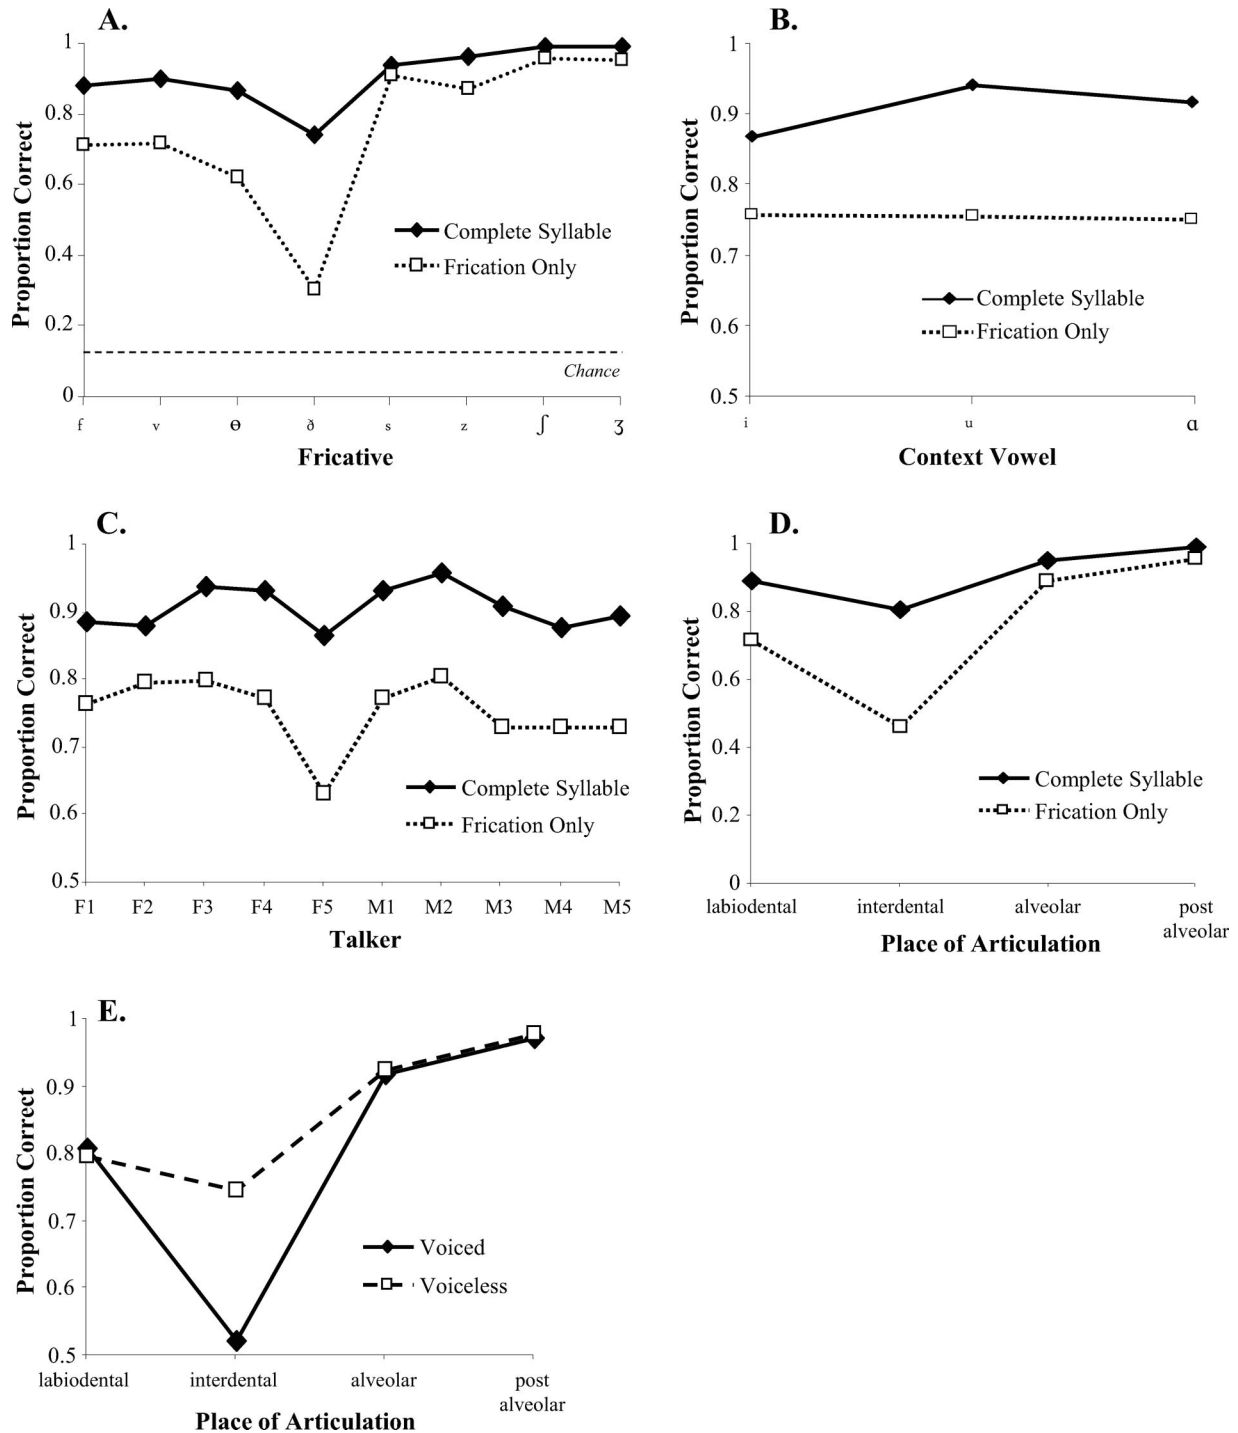 A.
1
0.8
0.6
0.4
0.2
0
Proportion Correct
Complete Syllable
Frication Only
Chance
f v ɵ ð s z ʃ ʒ
Fricative
B.
1
0.9
0.8
0.7
0.6
0.5
Proportion Correct
Complete Syllable
Frication Only
i u ɑ
Context Vowel
C.
1
0.9
0.8
0.7
0.6
0.5
Proportion Correct
Complete Syllable
Frication Only
F1 F2 F3 F4 F5 M1 M2 M3 M4 M5
Talker
D.
1
0.8
0.6
0.4
0.2
0
Proportion Correct
Complete Syllable
Frication Only
labiodental interdental alveolar post
alveolar
Place of Articulation
E.
1
0.9
0.8
0.7
0.6
0.5
Proportion Correct
Voiced
Voiceless
labiodental interdental alveolar post
alveolar
Place of Articulation